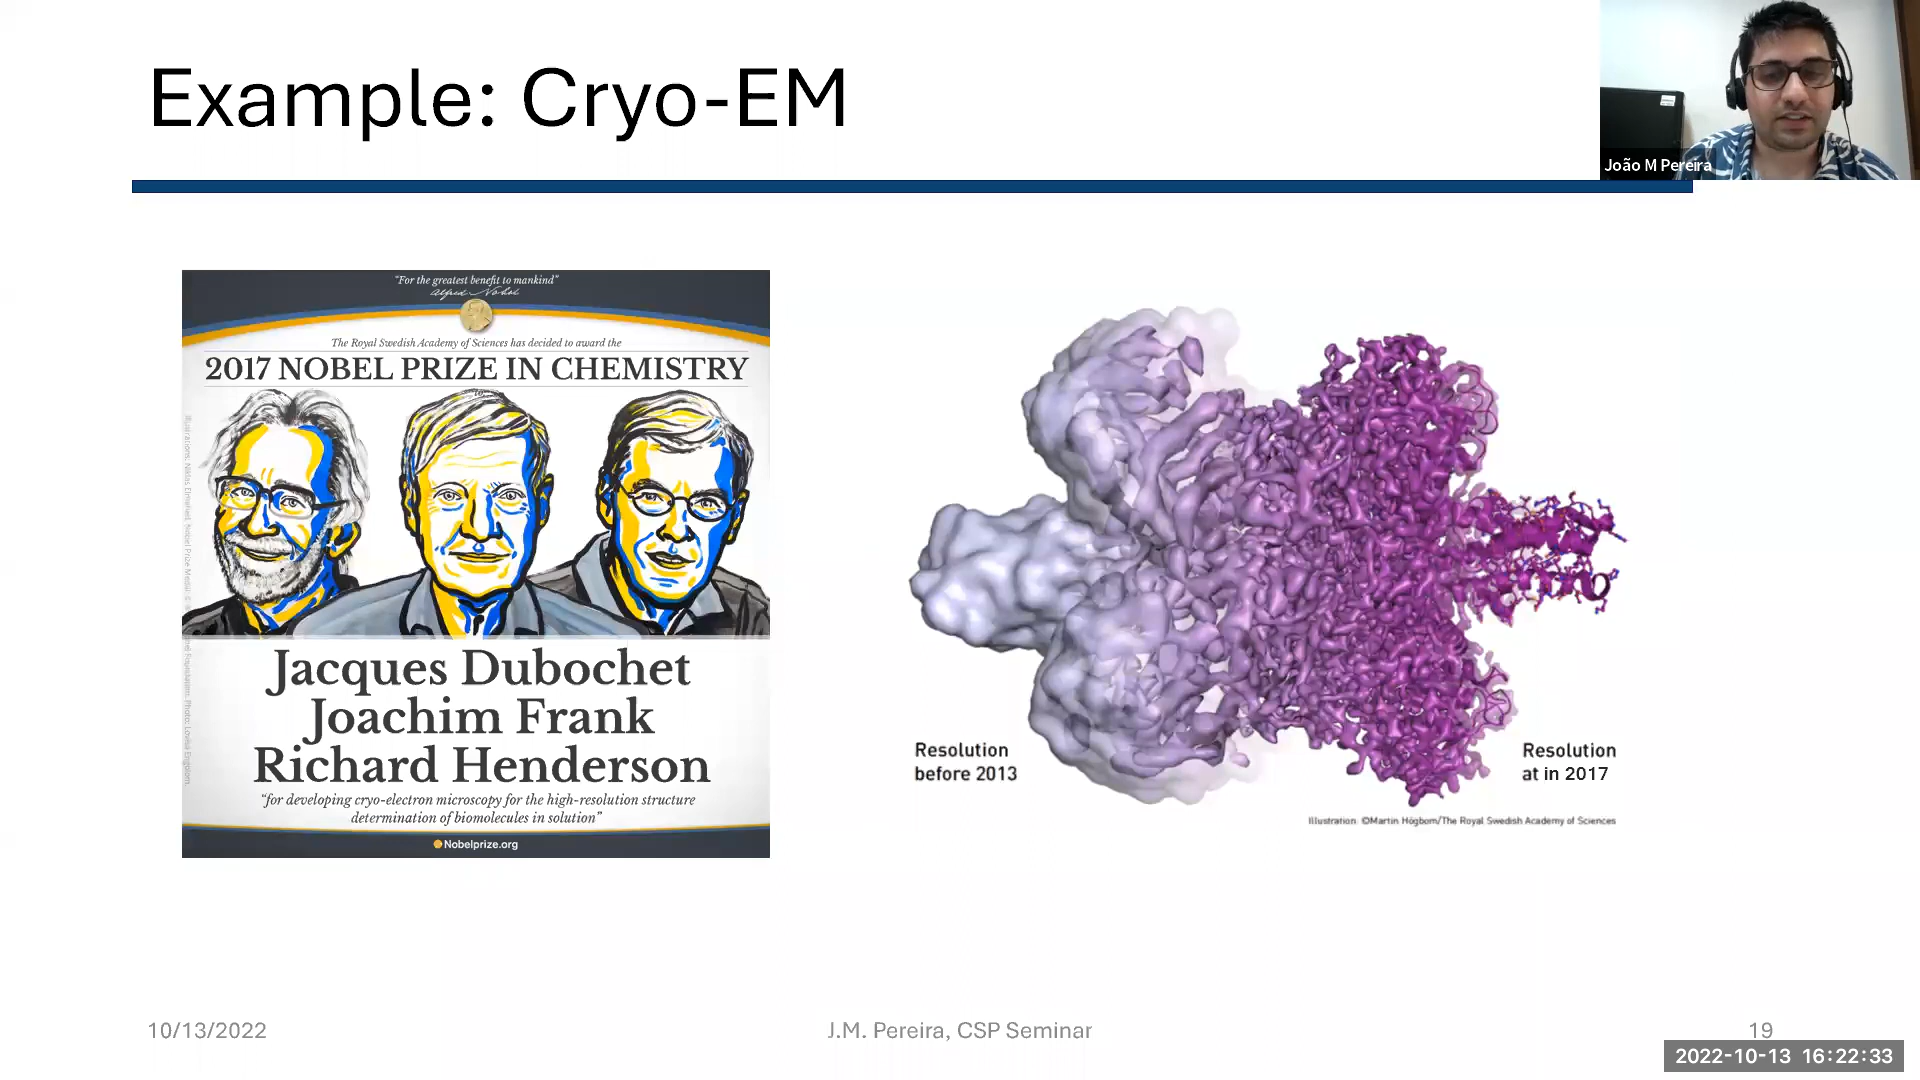 Example: Cryo-EM
João M Pereira
"For the greatest benefit to mankind"
Alfred Nobel
The Royal Swedish Academy of Sciences has decided to award the
2017 NOBEL PRIZE IN CHEMISTRY
Jacques Dubochet
Joachim Frank
Richard Henderson
"for developing cryo-electron microscopy for the high-resolution structure
determination of biomolecules in solution"
Nobelprize.org
Resolution
before 2013
Resolution
at in 2017
Illustration: ©Martin Högbom/The Royal Swedish Academy of Sciences
10/13/2022
J.M. Pereira, CSP Seminar
19
2022-10-13 16:22:33